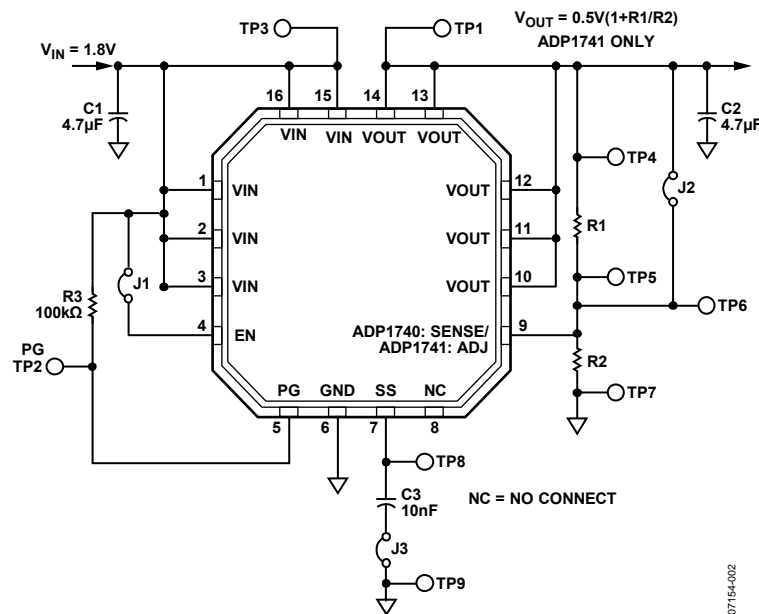 TP3
TP1
VOUT = 0.5V(1+R1/R2)
ADP1741 ONLY
VIN = 1.8V
C1
4.7µF
C2
4.7µF
16
15
14
13
VIN
VIN
VOUT
VOUT
1
VIN
2
VIN
3
VIN
4
EN
VOUT
12
VOUT
11
VOUT
10
ADP1740: SENSE/
ADP1741: ADJ
9
TP4
J2
R1
TP5
TP6
R2
TP7
J1
R3
100kΩ
PG
TP2
PG
GND
SS
NC
5
6
7
8
TP8
C3
10nF
NC = NO CONNECT
J3
TP9
07154-002